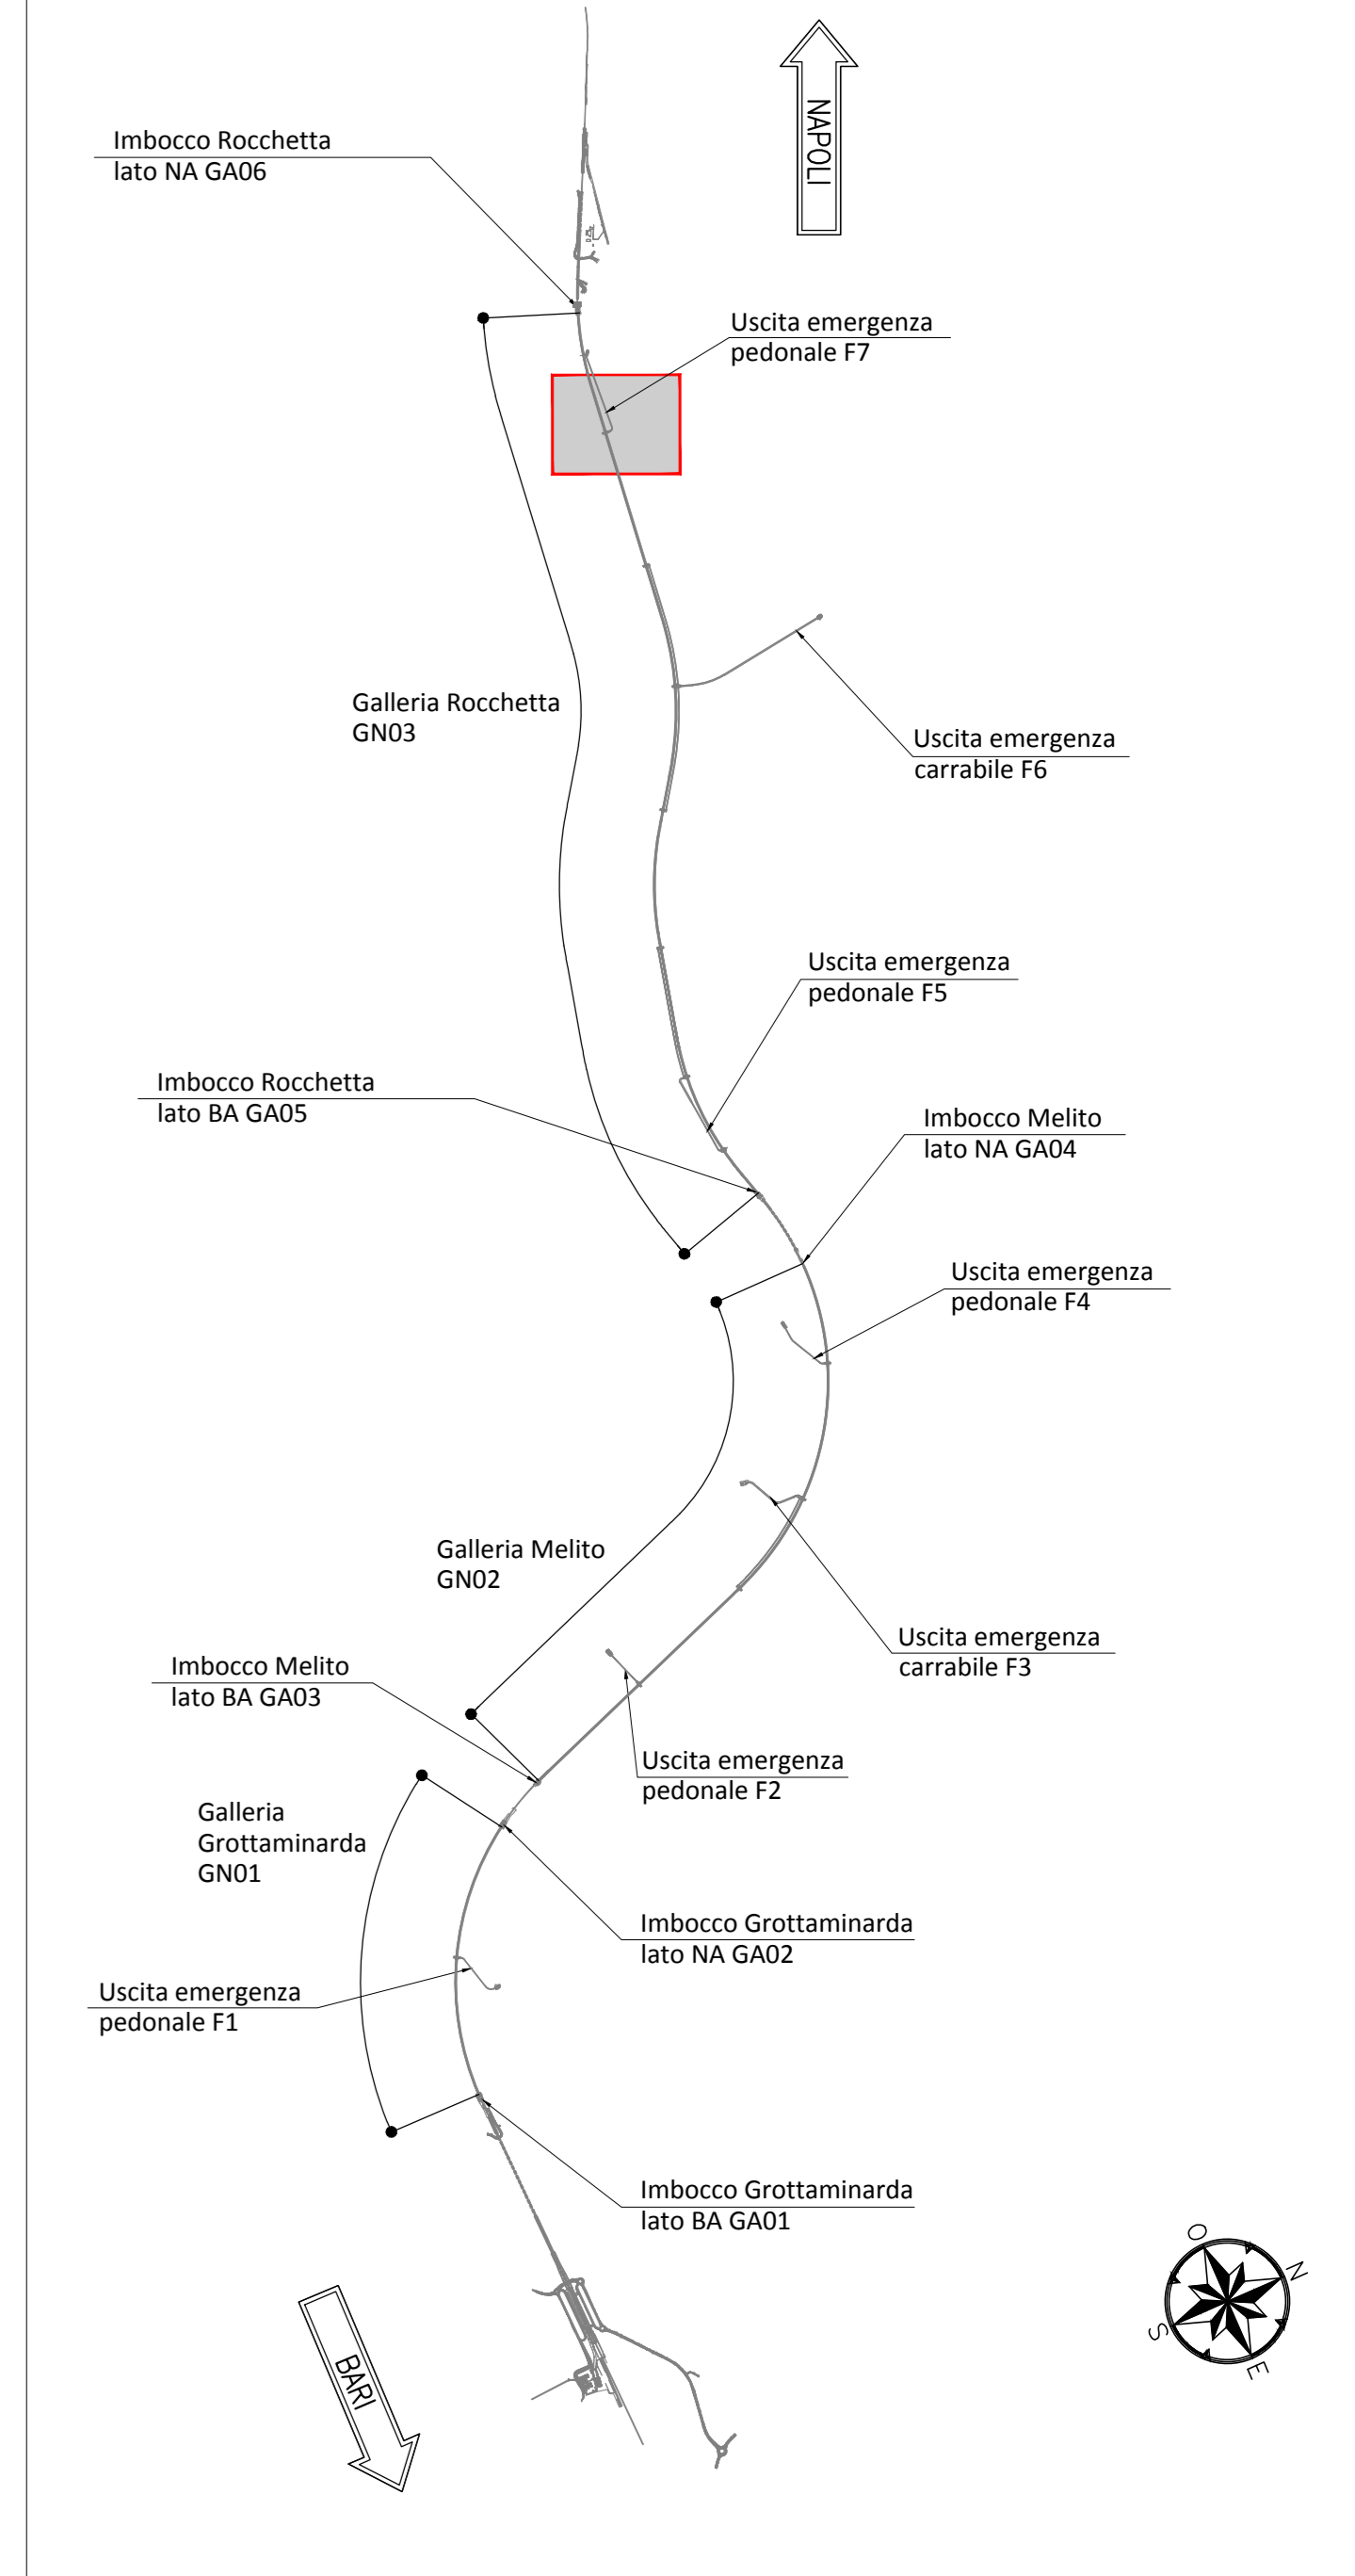 NAPOLI
Imbocco Rocchetta
lato NA GA06
Uscita emergenza
pedonale F7
Galleria Rocchetta
GN03
Uscita emergenza
carrabile F6
Uscita emergenza
pedonale F5
Imbocco Rocchetta
lato BA GA05
Imbocco Melito
lato NA GA04
Uscita emergenza
pedonale F4
Galleria Melito
GN02
Uscita emergenza
carrabile F3
Imbocco Melito
lato BA GA03
Uscita emergenza
pedonale F2
Galleria
Grottaminarda
GN01
Imbocco Grottaminarda
lato NA GA02
Uscita emergenza
pedonale F1
Imbocco Grottaminarda
lato BA GA01
O
N
S
E
BARI